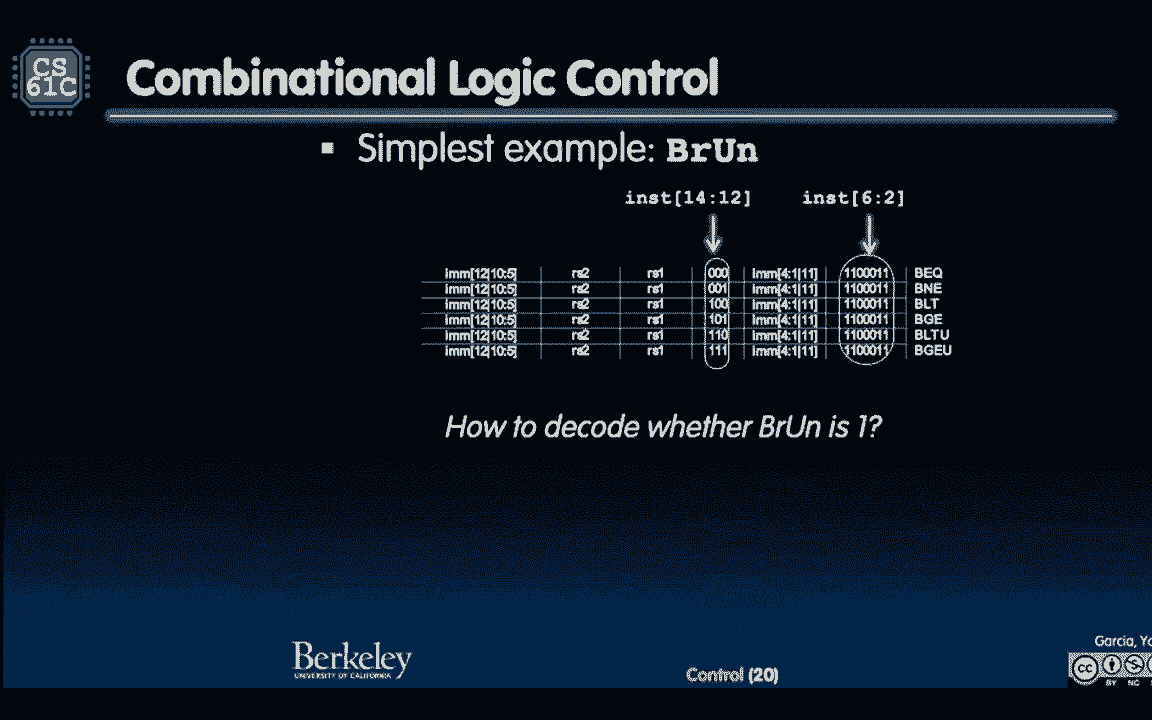 CS
61C
Combinational Logic Control
▪ Simplest example: BrUn
inst[14:12] inst[6:2]
imm[12|10:5] rs2 rs1 000 imm[4:1|11] 1100011 BEQ
imm[12|10:5] rs2 rs1 001 imm[4:1|11] 1100011 BNE
imm[12|10:5] rs2 rs1 100 imm[4:1|11] 1100011 BLT
imm[12|10:5] rs2 rs1 101 imm[4:1|11] 1100011 BGE
imm[12|10:5] rs2 rs1 110 imm[4:1|11] 1100011 BLTU
imm[12|10:5] rs2 rs1 111 imm[4:1|11] 1100011 BGEU
How to decode whether BrUn is 1?
Berkeley
UNIVERSITY OF CALIFORNIA
Control (20)
Garcia,
cc
BY NC